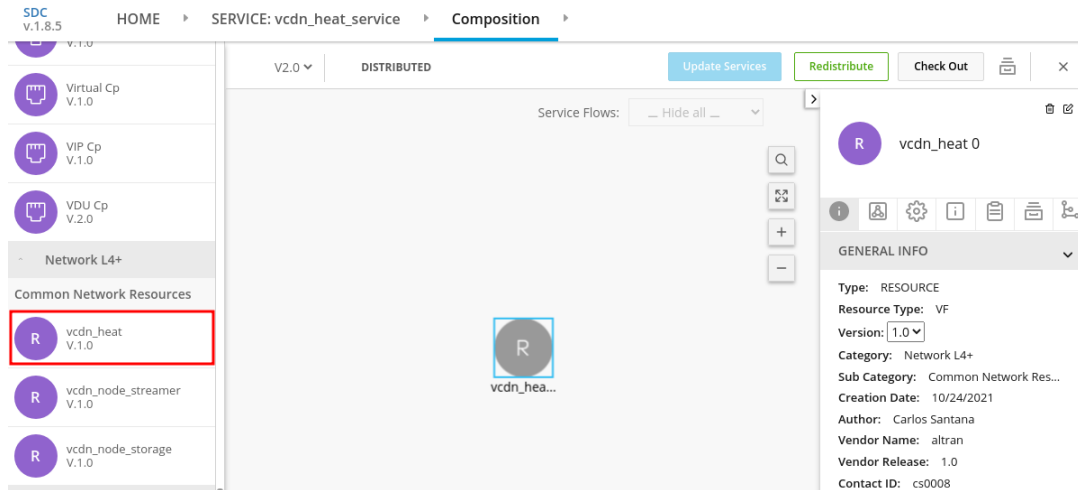 SDC
v.1.8.5
HOME
SERVICE: vcdn_heat_service
Composition
V.1.0
Virtual Cp
V.1.0
VIP Cp
V.1.0
VDU Cp
V.2.0
Network L4+
Common Network Resources
R
vcdn_heat
V.1.0
R
vcdn_node_streamer
V.1.0
R
vcdn_node_storage
V.1.0
V2.0
DISTRIBUTED
Update Services
Redistribute
Check Out
Service Flows:
__ Hide all __
R
vcdn_hea...
R
vcdn_heat 0
GENERAL INFO
Type: RESOURCE
Resource Type: VF
Version: 1.0
Category: Network L4+
Sub Category: Common Network Res...
Creation Date: 10/24/2021
Author: Carlos Santana
Vendor Name: altran
Vendor Release: 1.0
Contact ID: cs0008